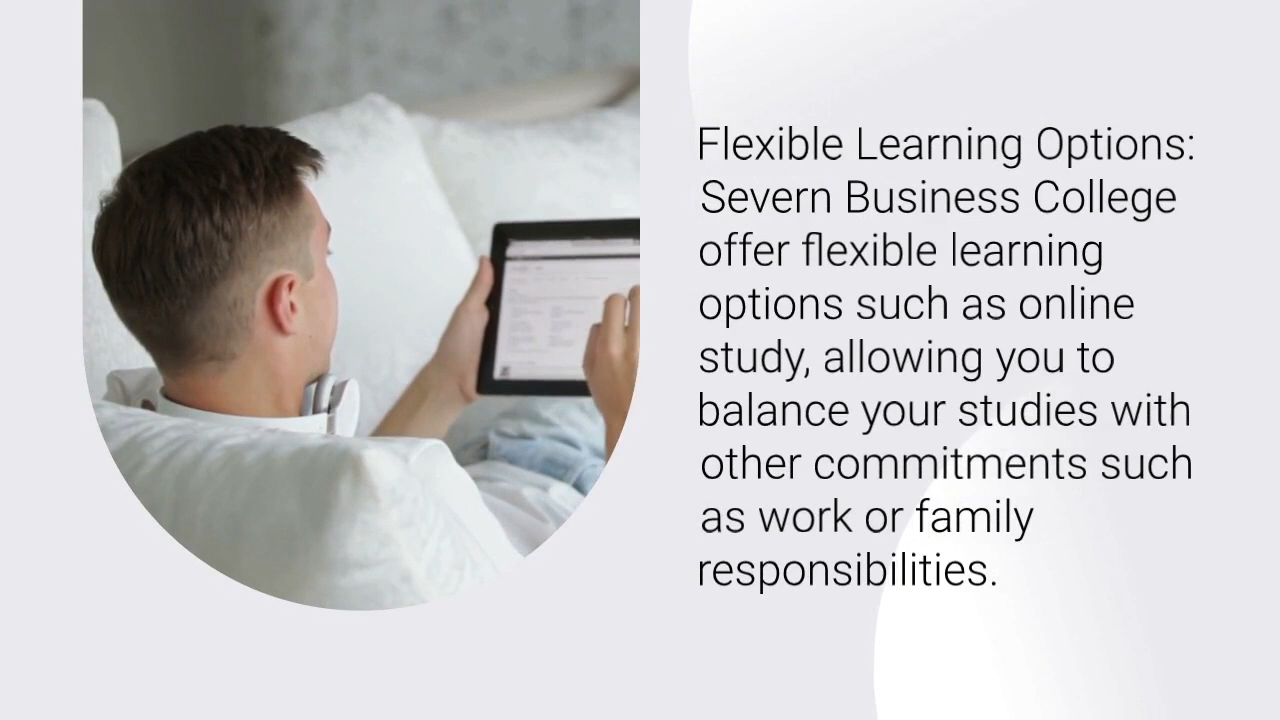 Flexible Learning Options:
Severn Business College
offer flexible learning
options such as online
study, allowing you to
balance your studies with
other commitments such
as work or family
responsibilities.